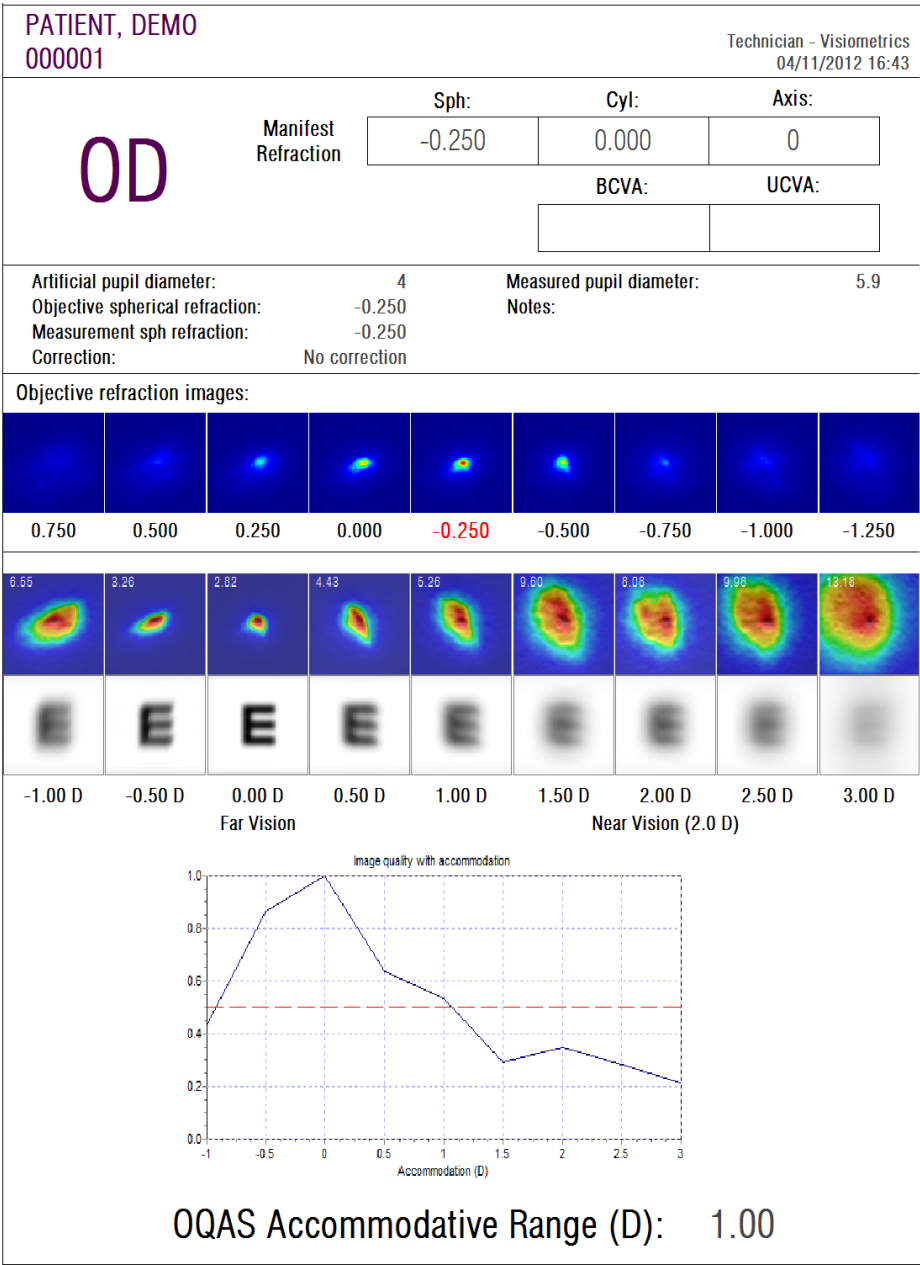 PATIENT, DEMO
000001
Technician - Visiometrics
04/11/2012 16:43
OD
Manifest
Refraction
Sph: Cyl: Axis:
-0.250 0.000 0
BCVA: UCVA:
Artificial pupil diameter: 4 Measured pupil diameter: 5.9
Objective spherical refraction: -0.250 Notes:
Measurement sph refraction: -0.250
Correction: No correction
Objective refraction images:
0.750 0.500 0.250 0.000 -0.250 -0.500 -0.750 -1.000 -1.250
6.55 3.26 2.82 4.43 5.26 9.60 8.08 9.98 13.18
E E E E E E E E E
-1.00 D -0.50 D 0.00 D 0.50 D 1.00 D 1.50 D 2.00 D 2.50 D 3.00 D
Far Vision Near Vision (2.0 D)
Image quality with accommodation
1.0
0.8
0.6
0.4
0.2
0.0
-1 -0.5 0 0.5 1 1.5 2 2.5 3
Accommodation (D)
OQAS Accommodative Range (D): 1.00